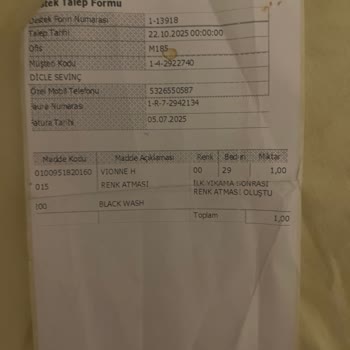 stek Talep Formu
Destek Form Numarası 1-13918
Talep Tarihi 22.10.2025 00:00:00
Ofis M185
Müşteri Kodu 1-4-2922740
DİCLE SEVİNÇ
Özel Mobil Telefonu 5326550587
Fatura Numarası 1-R-7-2942134
Fatura Tarihi 05.07.2025
Madde Kodu Madde Açıklaması Renk Beden Miktar
0100951820160 VIONNE H 00 29 1,00
015 RENK ATMASI İLK YIKAMA SONRASI
RENK ATMASI OLUŞTU
I00 BLACK WASH
Toplam 1,00